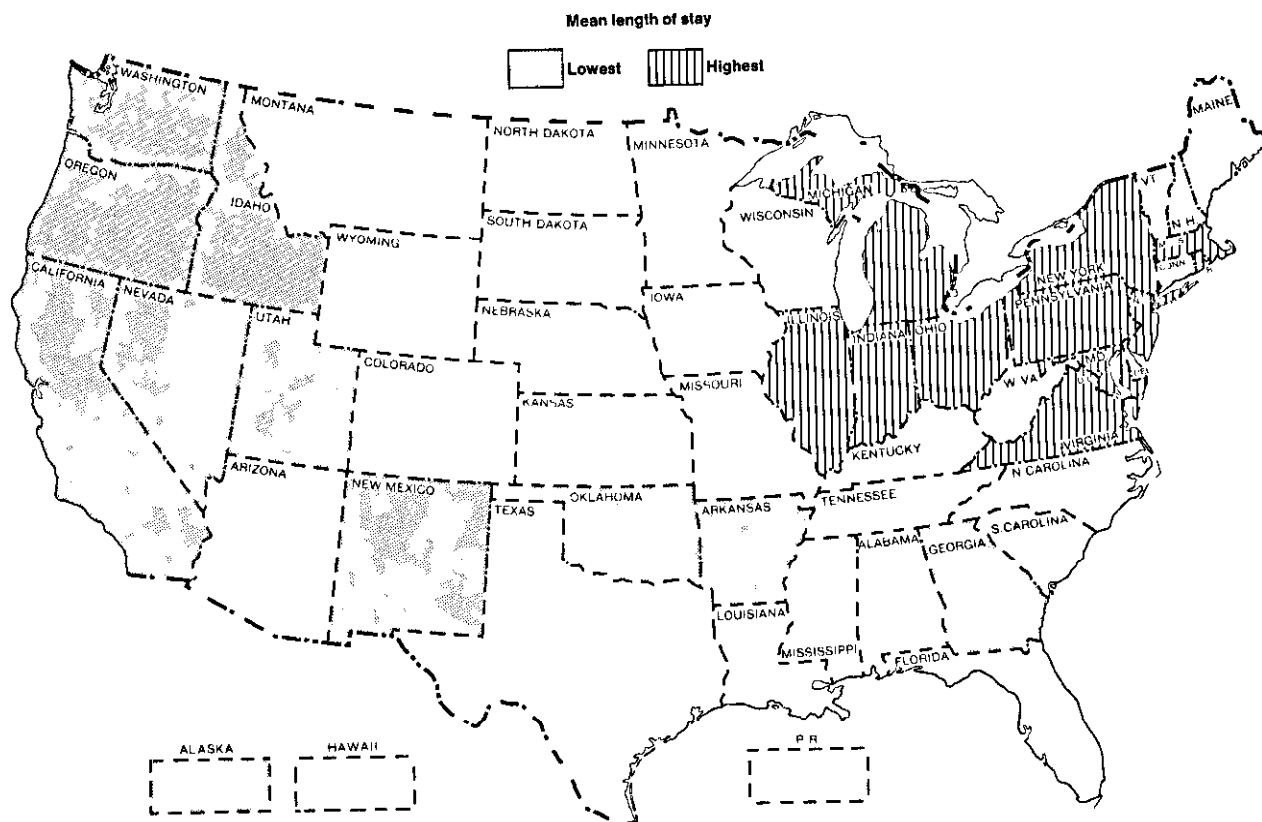 Mean length of stay
Lowest
Highest
WASHINGTON
MONTANA
NORTH DAKOTA
MINNESOTA
MAINE
OREGON
IDAHO
MICHIGAN
VT
WISCONSIN
SOUTH DAKOTA
N H
WYOMING
CALIFORNIA
NEVADA
NEW YORK
CONN
IOWA
PENNSYLVANIA
NEBRASKA
UTAH
ILLINOIS
INDIANA
OHIO
COLORADO
MD
W VA
MISSOURI
KANSAS
VIRGINIA
KENTUCKY
ARIZONA
N CAROLINA
NEW MEXICO
OKLAHOMA
TENNESSEE
TEXAS
ARKANSAS
S. CAROLINA
ALABAMA
GEORGIA
LOUISIANA
MISSISSIPPI
FLORIDA
ALASKA
HAWAII
P R